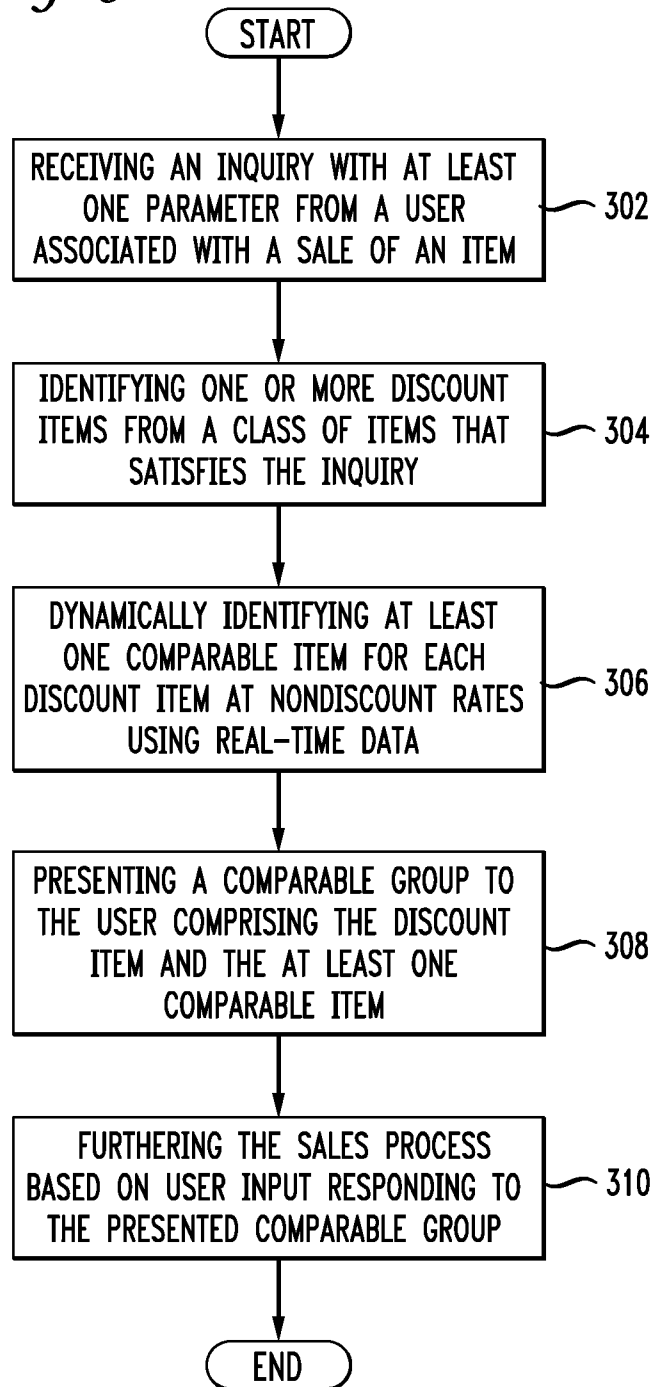 START
RECEIVING AN INQUIRY WITH AT LEAST
ONE PARAMETER FROM A USER
ASSOCIATED WITH A SALE OF AN ITEM
302
IDENTIFYING ONE OR MORE DISCOUNT
ITEMS FROM A CLASS OF ITEMS THAT
SATISFIES THE INQUIRY
304
DYNAMICALLY IDENTIFYING AT LEAST
ONE COMPARABLE ITEM FOR EACH
DISCOUNT ITEM AT NONDISCOUNT RATES
USING REAL-TIME DATA
306
PRESENTING A COMPARABLE GROUP TO
THE USER COMPRISING THE DISCOUNT
ITEM AND THE AT LEAST ONE
COMPARABLE ITEM
308
FURTHERING THE SALES PROCESS
BASED ON USER INPUT RESPONDING TO
THE PRESENTED COMPARABLE GROUP
310
END